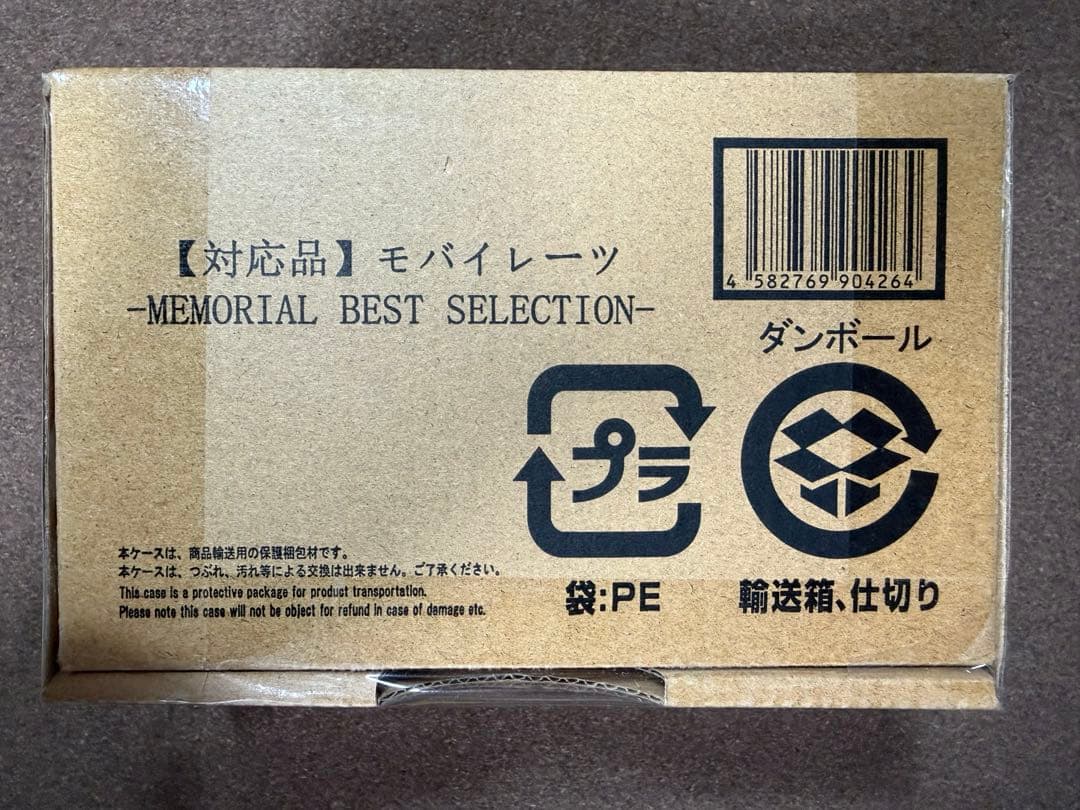 【対応品】モバイレーツ
-MEMORIAL BEST SELECTION-
4 582769 904264
ダンボール
プラ
本ケースは、商品輸送用の保護梱包材です。
本ケースは、つぶれ、汚れ等による交換は出来ません。ご了承ください。
This case is a protective package for product transportation.
Please note this case will not be object for refund in case of damage etc.
袋:PE
輸送箱、仕切り